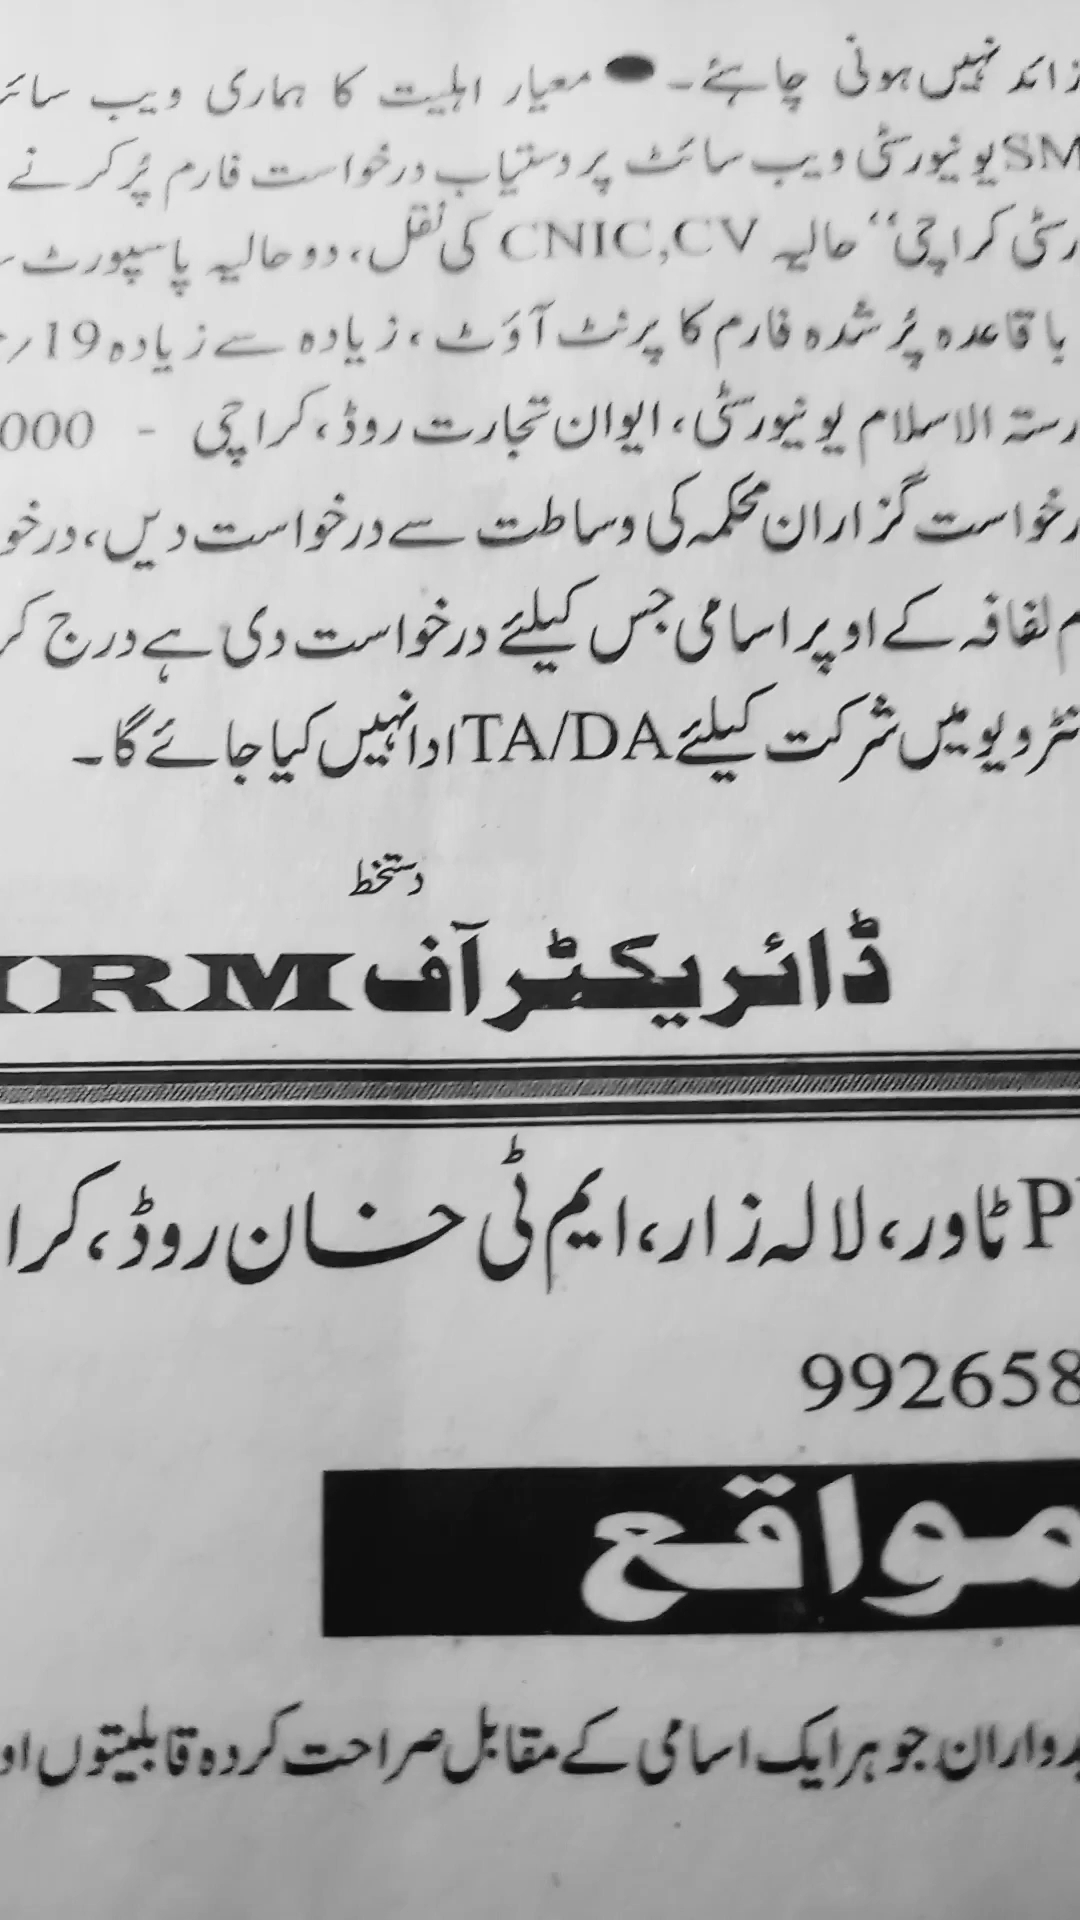 زائد نہیں ہونی چاہئے۔ ● معیار اہلیت کا ہماری ویب سائ
SM یونیورسٹی ویب سائٹ پر دستیاب درخواست فارم پُر کرنے
رسٹی کراچی“ حالیہ CNIC,CV کی نقل، دو حالیہ پاسپورٹ س
باقاعدہ پُر شدہ فارم کا پرنٹ آؤٹ، زیادہ سے زیادہ 19؍
رستہ الاسلام یونیورسٹی، ایوان تجارت روڈ، کراچی - 000
رخواست گزاران محکمہ کی وساطت سے درخواست دیں، درخو
م لفافہ کے اوپر اسامی جس کیلئے درخواست دی ہے درج کر
نٹرویو میں شرکت کیلئے TA/DA ادا نہیں کیا جائے گا۔
دستخط
ڈائریکٹر آف HRM
P ٹاور، لالہ زار، ایم ٹی خان روڈ، کرا
992658
مواقع
دواران جو ہر ایک اسامی کے مقابل صراحت کردہ قابلیتوں او